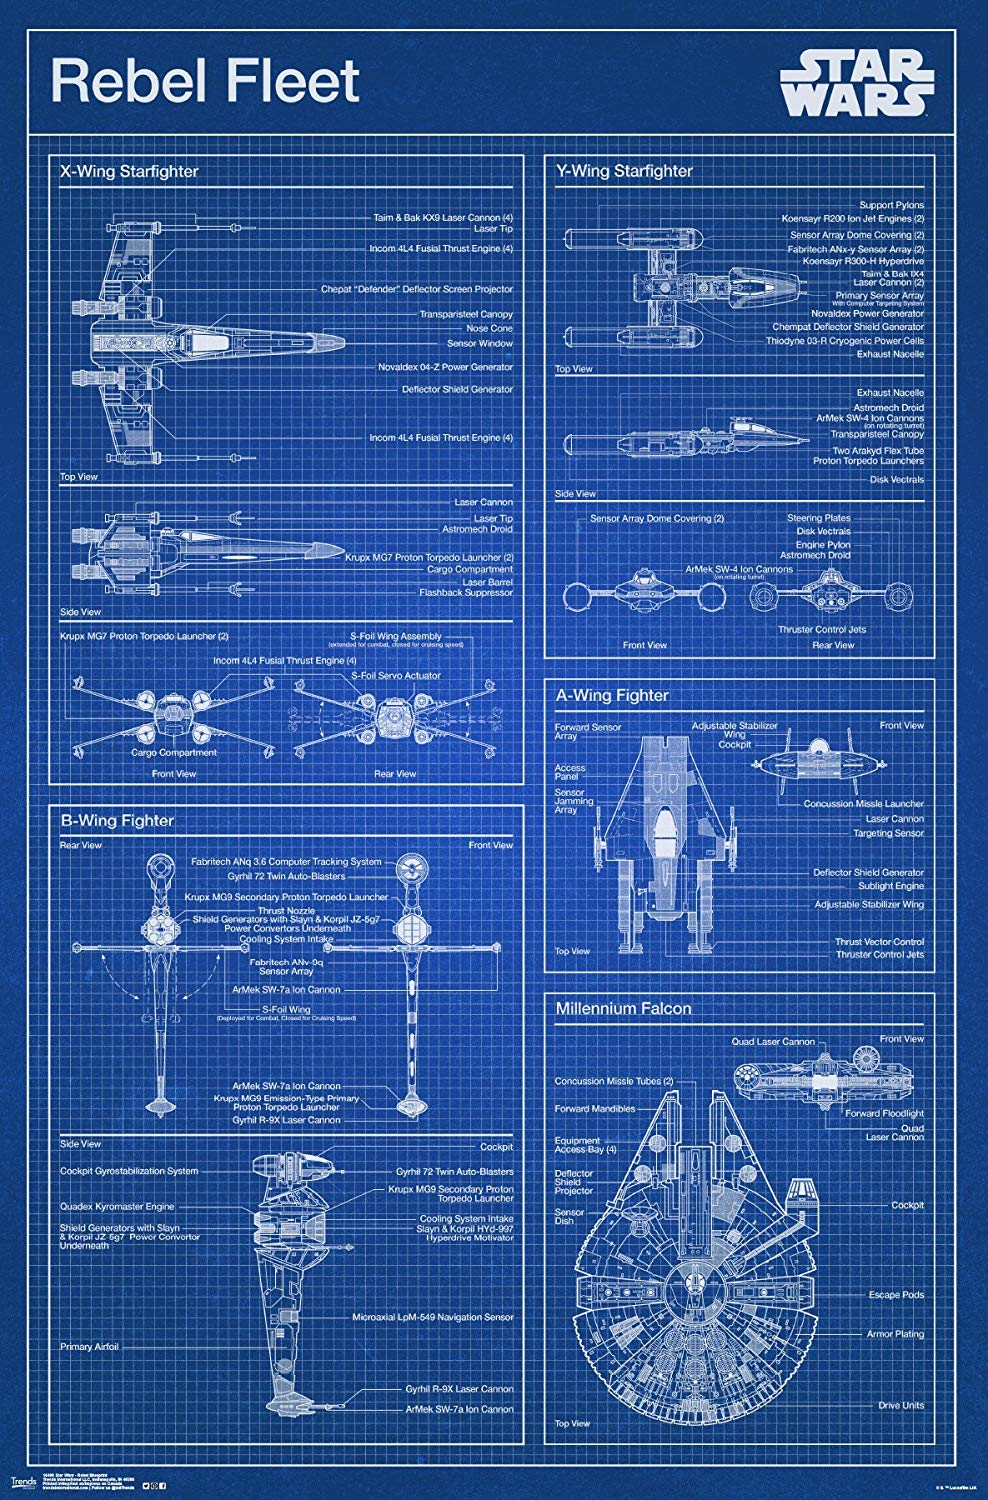 Rebel Fleet
STAR
WARS
X-Wing Starfighter
Taim & Bak KX9 Laser Cannon (4)
Laser Tip
Incom 4L4 Fusial Thrust Engine (4)
Chepat "Defender" Deflector Screen Projector
Transparisteel Canopy
Nose Cone
Sensor Window
Novaldex 04-Z Power Generator
Deflector Shield Generator
Incom 4L4 Fusial Thrust Engine (4)
Top View
Laser Cannon
Laser Tip
Astromech Droid
Krupx MG7 Proton Torpedo Launcher (2)
Cargo Compartment
Laser Barrel
Flashback Suppressor
Side View
Krupx MG7 Proton Torpedo Launcher (2)
S-Foil Wing Assembly
(extended for combat, closed for cruising speed)
Incom 4L4 Fusial Thrust Engine (4)
S-Foil Servo Actuator
Cargo Compartment
Front View
Rear View
B-Wing Fighter
Rear View
Front View
Fabritech ANq 3.6 Computer Tracking System
Gyrhil 72 Twin Auto-Blasters
Krupx MG9 Secondary Proton Torpedo Launcher
Thrust Nozzle
Shield Generators with Slayn & Korpil JZ-5g7
Power Convertors Underneath
Cooling System Intake
Fabritech ANv-9q
Sensor Array
ArMek SW-7a Ion Cannon
S-Foil Wing
(Deployed for Combat, Closed for Cruising Speed)
ArMek SW-7a Ion Cannon
Krupx MG9 Emission-Type Primary
Proton Torpedo Launcher
Gyrhil R-9X Laser Cannon
Side View
Cockpit
Cockpit Gyrostabilization System
Gyrhil 72 Twin Auto-Blasters
Krupx MG9 Secondary Proton
Torpedo Launcher
Quadex Kyromaster Engine
Cooling System Intake
Shield Generators with Slayn
& Korpil JZ-5g7 Power Convertor
Underneath
Slayn & Korpil HYd-997
Hyperdrive Motivator
Microaxial LpM-549 Navigation Sensor
Primary Airfoil
Gyrhil R-9X Laser Cannon
ArMek SW-7a Ion Cannon
Y-Wing Starfighter
Support Pylons
Koensayr R200 Ion Jet Engines (2)
Sensor Array Dome Covering (2)
Fabritech ANx-y Sensor Array (2)
Koensayr R300-H Hyperdrive
Taim & Bak IX4
Laser Cannon (2)
Primary Sensor Array
With Computer Targeting System
Novaldex Power Generator
Chempat Deflector Shield Generator
Thiodyne 03-R Cryogenic Power Cells
Exhaust Nacelle
Top View
Exhaust Nacelle
Astromech Droid
ArMek SW-4 Ion Cannons
(on rotating turret)
Transparisteel Canopy
Two Arakyd Flex Tube
Proton Torpedo Launchers
Disk Vectrals
Side View
Sensor Array Dome Covering (2)
Steering Plates
Disk Vectrals
Engine Pylon
Astromech Droid
ArMek SW-4 Ion Cannons
(on rotating turret)
Thruster Control Jets
Front View
Rear View
A-Wing Fighter
Forward Sensor
Array
Adjustable Stabilizer
Wing
Cockpit
Front View
Access
Panel
Sensor
Jamming
Array
Concussion Missle Launcher
Laser Cannon
Targeting Sensor
Deflector Shield Generator
Sublight Engine
Adjustable Stabilizer Wing
Thrust Vector Control
Thruster Control Jets
Top View
Millennium Falcon
Quad Laser Cannon
Front View
Concussion Missle Tubes (2)
Forward Mandibles
Forward Floodlight
Quad
Laser Cannon
Equipment
Access Bay (4)
Deflector
Shield
Projector
Sensor
Dish
Cockpit
Escape Pods
Armor Plating
Drive Units
Top View
Trends